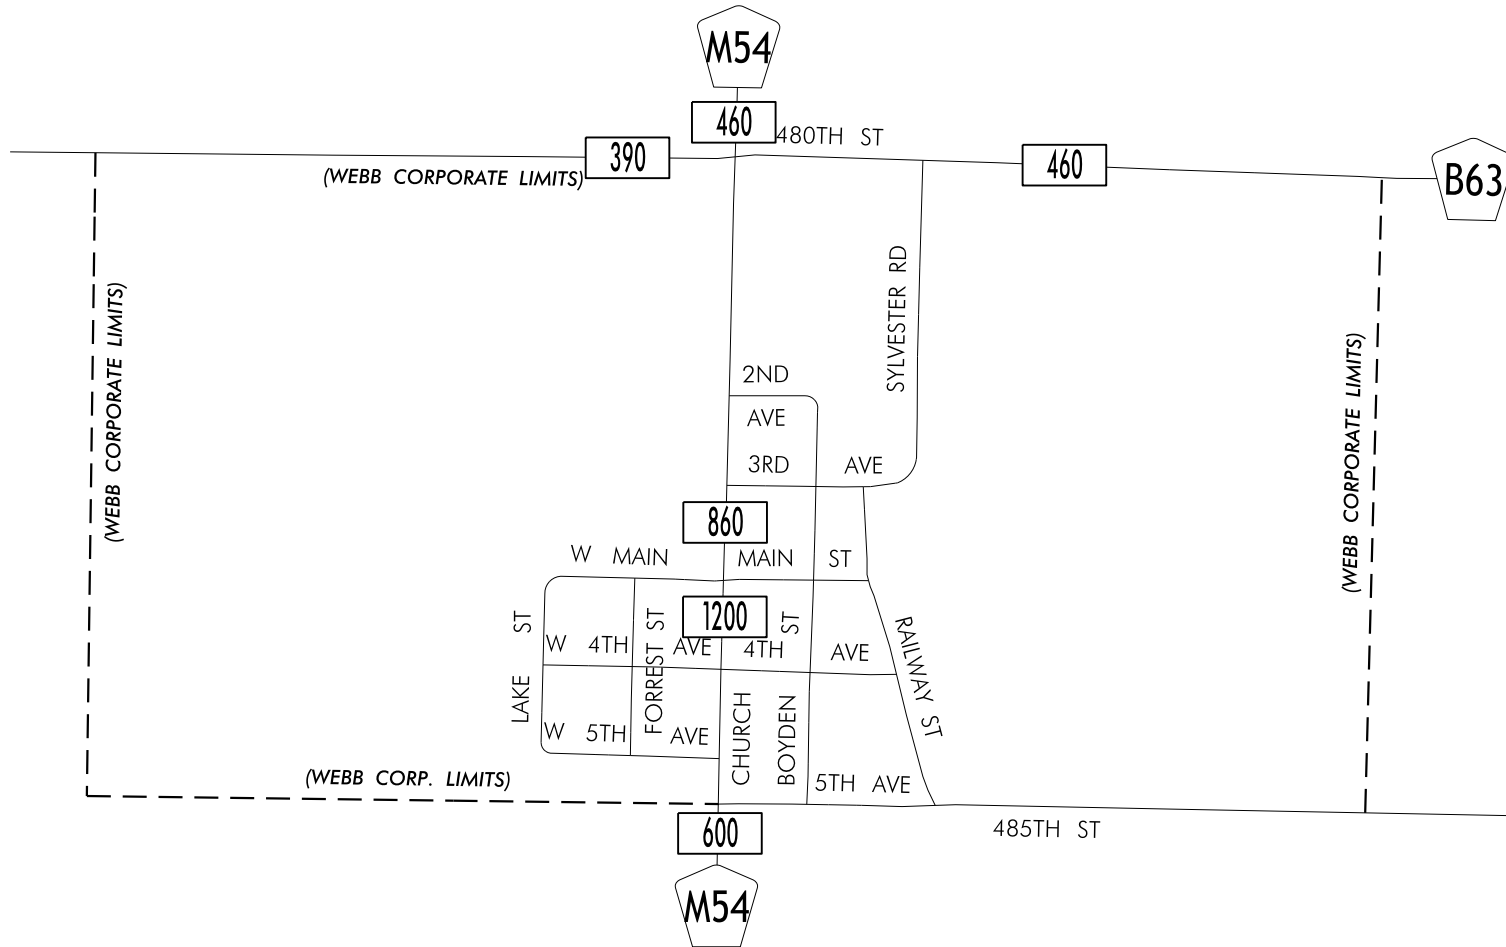 M54
460
480TH ST
390
460
(WEBB CORPORATE LIMITS)
B63
SYLVESTER RD
(WEBB CORPORATE LIMITS)
(WEBB CORPORATE LIMITS)
2ND
AVE
3RD AVE
860
W MAIN
MAIN ST
1200
LAKE ST
FORREST ST
W 4TH AVE
4TH AVE
RAILWAY ST
CHURCH
BOYDEN ST
W 5TH AVE
(WEBB CORP. LIMITS)
5TH AVE
485TH ST
600
M54